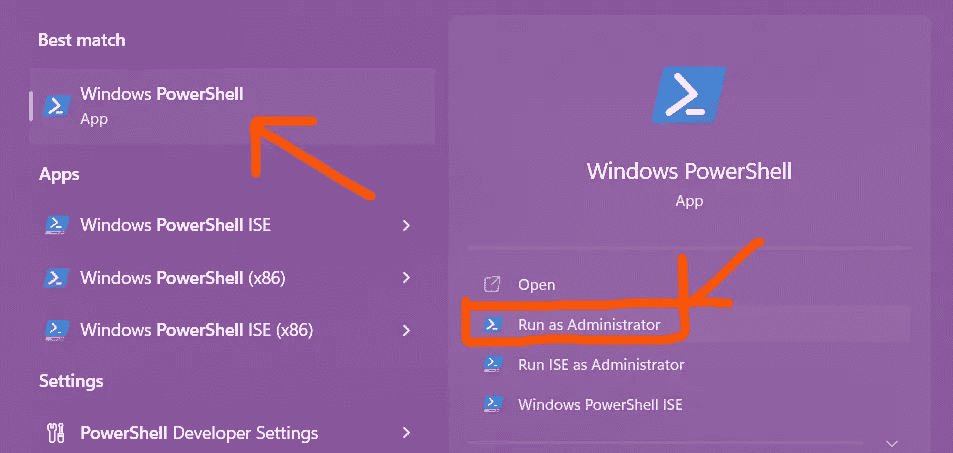 Best match
Windows PowerShell
App
Apps
Windows PowerShell ISE
Windows PowerShell (x86)
Windows PowerShell ISE (x86)
Settings
PowerShell Developer Settings
Windows PowerShell
App
Open
Run as Administrator
Run ISE as Administrator
Windows PowerShell ISE